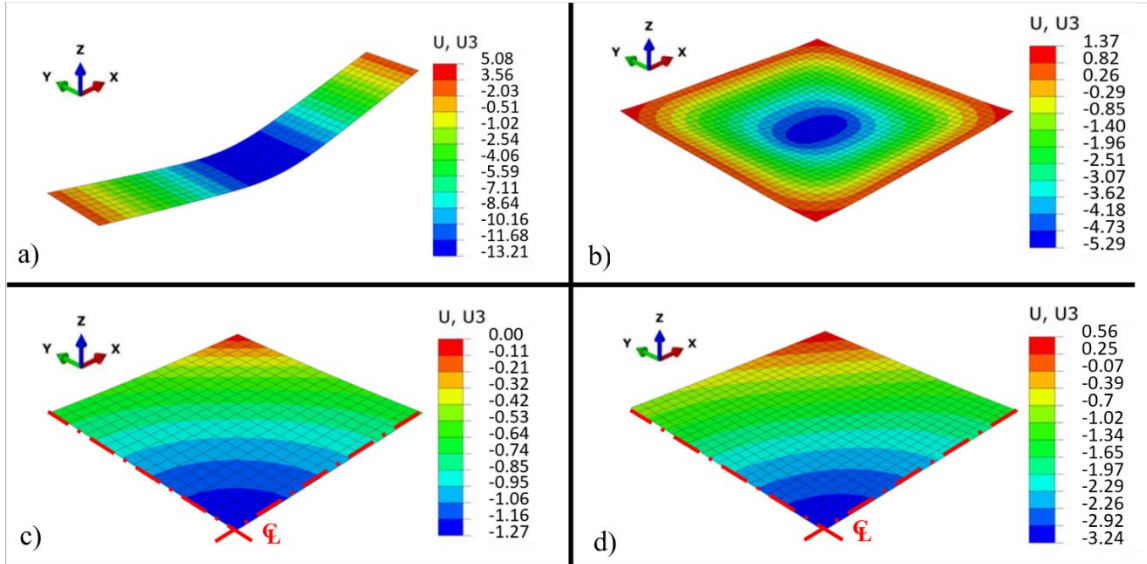 U, U3
5.08
3.56
-2.03
-0.51
-1.02
-2.54
-4.06
-5.59
-7.11
-8.64
-10.16
-11.68
-13.21
Z
Y
X
a)
U, U3
1.37
0.82
0.26
-0.29
-0.85
-1.40
-1.96
-2.51
-3.07
-3.62
-4.18
-4.73
-5.29
Z
Y
X
b)
U, U3
0.00
-0.11
-0.21
-0.32
-0.42
-0.53
-0.64
-0.74
-0.85
-0.95
-1.06
-1.16
-1.27
Z
Y
X
c)
℄
U, U3
0.56
0.25
-0.07
-0.39
-0.7
-1.02
-1.34
-1.65
-1.97
-2.29
-2.26
-2.92
-3.24
Z
Y
X
d)
℄